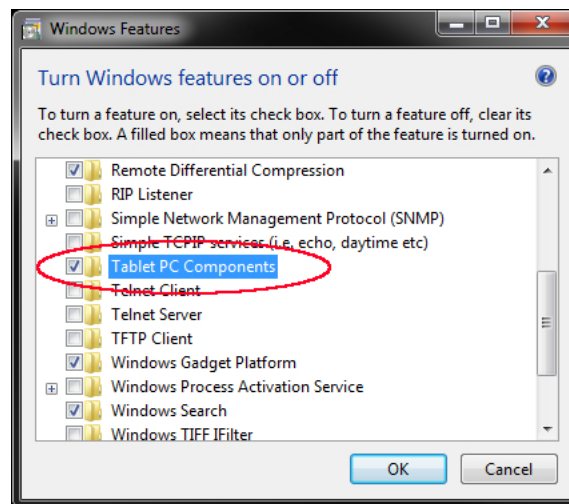 Windows Features
Turn Windows features on or off
To turn a feature on, select its check box. To turn a feature off, clear its
check box. A filled box means that only part of the feature is turned on.
Remote Differential Compression
RIP Listener
Simple Network Management Protocol (SNMP)
Simple TCPIP services (i.e. echo, daytime etc)
Tablet PC Components
Telnet Client
Telnet Server
TFTP Client
Windows Gadget Platform
Windows Process Activation Service
Windows Search
Windows TIFF IFilter
OK
Cancel